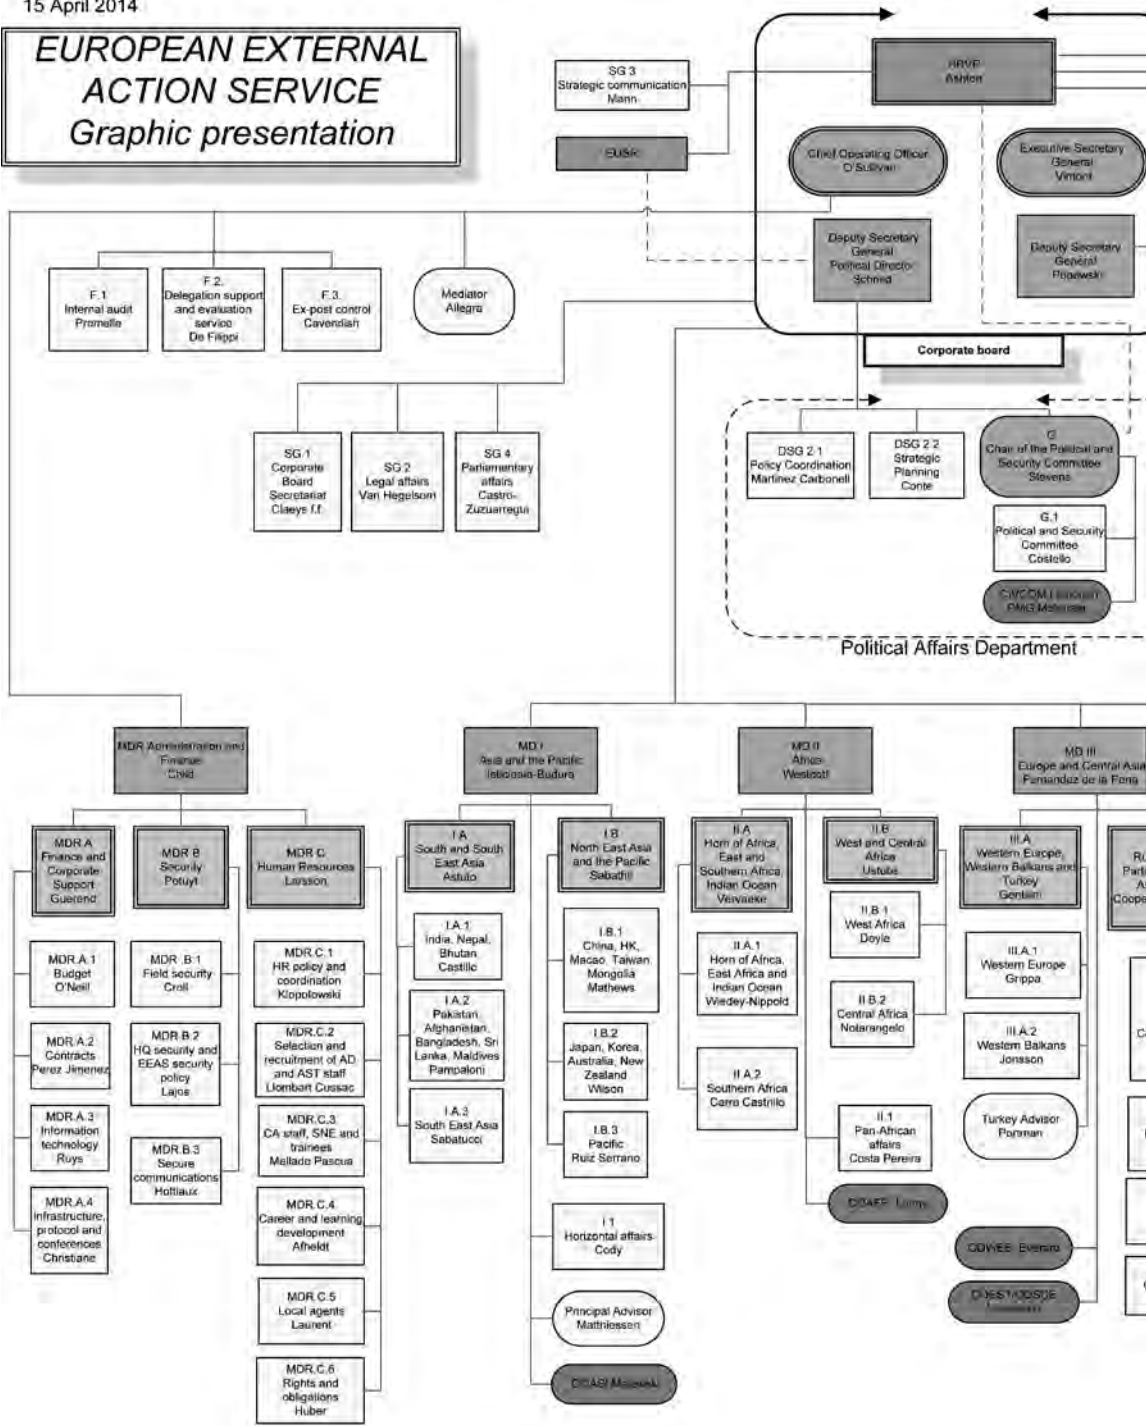 15 April 2014
EUROPEAN EXTERNAL
ACTION SERVICE
Graphic presentation
SG 3
Strategic communication
Mann
EUSR
HRVP
Ashton
Chief Operating Officer
O'Sullivan
Executive Secretary
General
Vimont
Deputy Secretary
General
Political Director
Schmid
Deputy Secretary
General
Popowski
F.1
Internal audit
Promelle
F.2.
Delegation support
and evaluation
service
De Filippi
F.3.
Ex-post control
Cavendish
Mediator
Allegra
Corporate board
SG 1
Corporate
Board
Secretariat
Claeys f.f.
SG 2
Legal affairs
Van Hegelsom
SG 4
Parliamentary
affairs
Castro-
Zuzuarregui
DSG 2.1
Policy Coordination
Martinez Carbonell
DSG 2.2
Strategic
Planning
Conte
G
Chair of the Political and
Security Committee
Stevens
G.1
Political and Security
Committee
Costello
CIVCOM
PMG
Political Affairs Department
MDR Administration and
Finance
Child
MD I
Asia and the Pacific
Isticioaia-Budura
MD II
Africa
Westcott
MD III
Europe and Central Asia
Fernandez de la Pena
MDR A
Finance and
Corporate
Support
Guerend
MDR B
Security
Potuyt
MDR C
Human Resources
Larsson
I.A
South and South
East Asia
Astuto
I.B
North East Asia
and the Pacific
Sabathil
II.A
Horn of Africa,
East and
Southern Africa,
Indian Ocean
Vervaeke
II.B
West and Central
Africa
Ustubs
III.A
Western Europe,
Western Balkans and
Turkey
Gentilini
MDR.A.1
Budget
O'Neill
MDR.A.2
Contracts
Perez Jimenez
MDR.A.3
Information
technology
Ruys
MDR.A.4
Infrastructure,
protocol and
conferences
Christiane
MDR .B.1
Field security
Croll
MDR.B.2
HQ security and
EEAS security
policy
Lajos
MDR.B.3
Secure
communications
Hottiaux
MDR.C.1
HR policy and
coordination
Klopotowski
MDR.C.2
Selection and
recruitment of AD
and AST staff
Llombart Cussac
MDR.C.3
CA staff, SNE and
trainees
Mellado Pascua
MDR.C.4
Career and learning
development
Afheldt
MDR.C.5
Local agents
Laurent
MDR.C.6
Rights and
obligations
Huber
I.A.1
India, Nepal,
Bhutan
Castillo
I.A.2
Pakistan,
Afghanistan,
Bangladesh, Sri
Lanka, Maldives
Pampaloni
I.A.3
South East Asia
Sabatucci
I.B.1
China, HK,
Macao, Taiwan,
Mongolia
Mathews
I.B.2
Japan, Korea,
Australia, New
Zealand
Wilson
I.B.3
Pacific
Ruiz Serrano
I.1
Horizontal affairs
Cody
Principal Advisor
Matthiessen
COASI
II.A.1
Horn of Africa,
East Africa and
Indian Ocean
Wiedey-Nippold
II.A.2
Southern Africa
Carro Castrillo
II.B.1
West Africa
Doyle
II.B.2
Central Africa
Notarangelo
II.1
Pan-African
affairs
Costa Pereira
COAFR
III.A.1
Western Europe
Grippa
III.A.2
Western Balkans
Jonsson
Turkey Advisor
Portman
COWEB Everard
COEST/COSCE